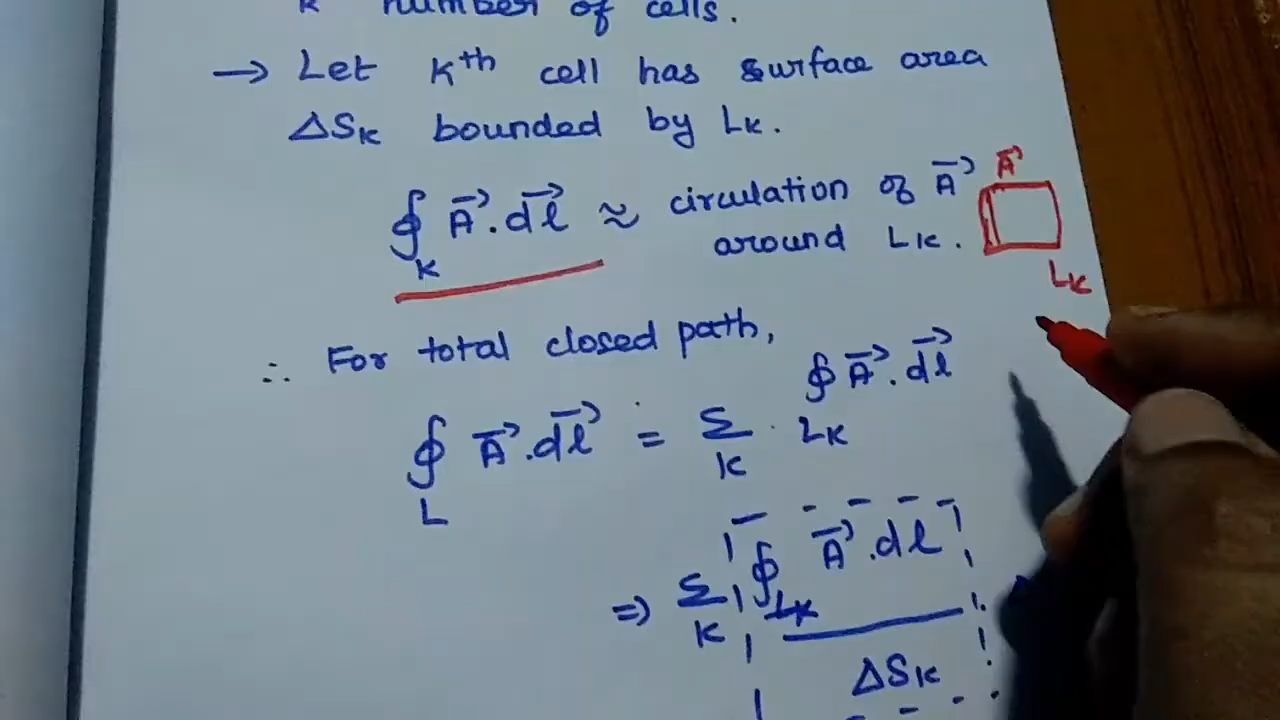 K number of cells.
→ Let Kth cell has surface area
ΔSK bounded by LK.
∮K A⃗.dl⃗ ≈ circulation of A⃗
around LK.
A⃗
LK
∴ For total closed path,
∮L A⃗.dl⃗ = ΣK ∮LK A⃗.dl⃗
⇒ ΣK ∮LK A⃗.dl
ΔSK